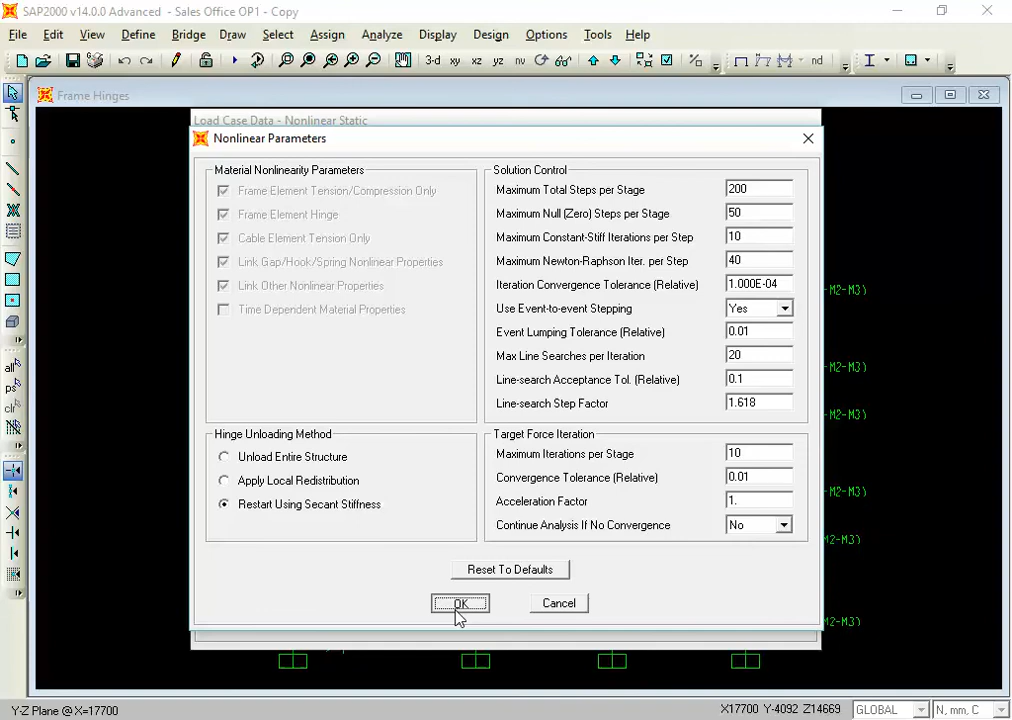 SAP2000 v14.0.0 Advanced - Sales Office OP1 - Copy
File Edit View Define Bridge Draw Select Assign Analyze Display Design Options Tools Help
3-d xy xz yz nv nd
Frame Hinges
Load Case Data - Nonlinear Static
Nonlinear Parameters
Material Nonlinearity Parameters
Frame Element Tension/Compression Only
Frame Element Hinge
Cable Element Tension Only
Link Gap/Hook/Spring Nonlinear Properties
Link Other Nonlinear Properties
Time Dependent Material Properties
Solution Control
Maximum Total Steps per Stage 200
Maximum Null (Zero) Steps per Stage 50
Maximum Constant-Stiff Iterations per Step 10
Maximum Newton-Raphson Iter. per Step 40
Iteration Convergence Tolerance (Relative) 1.000E-04
Use Event-to-event Stepping Yes
Event Lumping Tolerance (Relative) 0.01
Max Line Searches per Iteration 20
Line-search Acceptance Tol. (Relative) 0.1
Line-search Step Factor 1.618
Hinge Unloading Method
Unload Entire Structure
Apply Local Redistribution
Restart Using Secant Stiffness
Target Force Iteration
Maximum Iterations per Stage 10
Convergence Tolerance (Relative) 0.01
Acceleration Factor 1.
Continue Analysis If No Convergence No
Reset To Defaults
OK Cancel
all
ps
clr
-M2-M3)
-M2-M3)
-M2-M3)
-M2-M3)
-M2-M3)
-M2-M3)
Y-Z Plane @ X=17700
X17700 Y-4092 Z14669
GLOBAL
N, mm, C